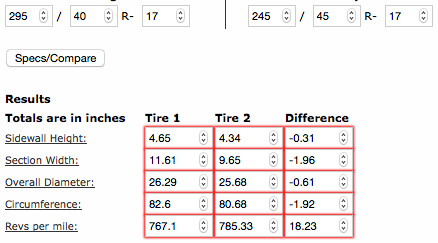 295 / 40 R- 17 245 / 45 R- 17
Specs/Compare
Results
Totals are in inches Tire 1 Tire 2 Difference
Sidewall Height: 4.65 4.34 -0.31
Section Width: 11.61 9.65 -1.96
Overall Diameter: 26.29 25.68 -0.61
Circumference: 82.6 80.68 -1.92
Revs per mile: 767.1 785.33 18.23